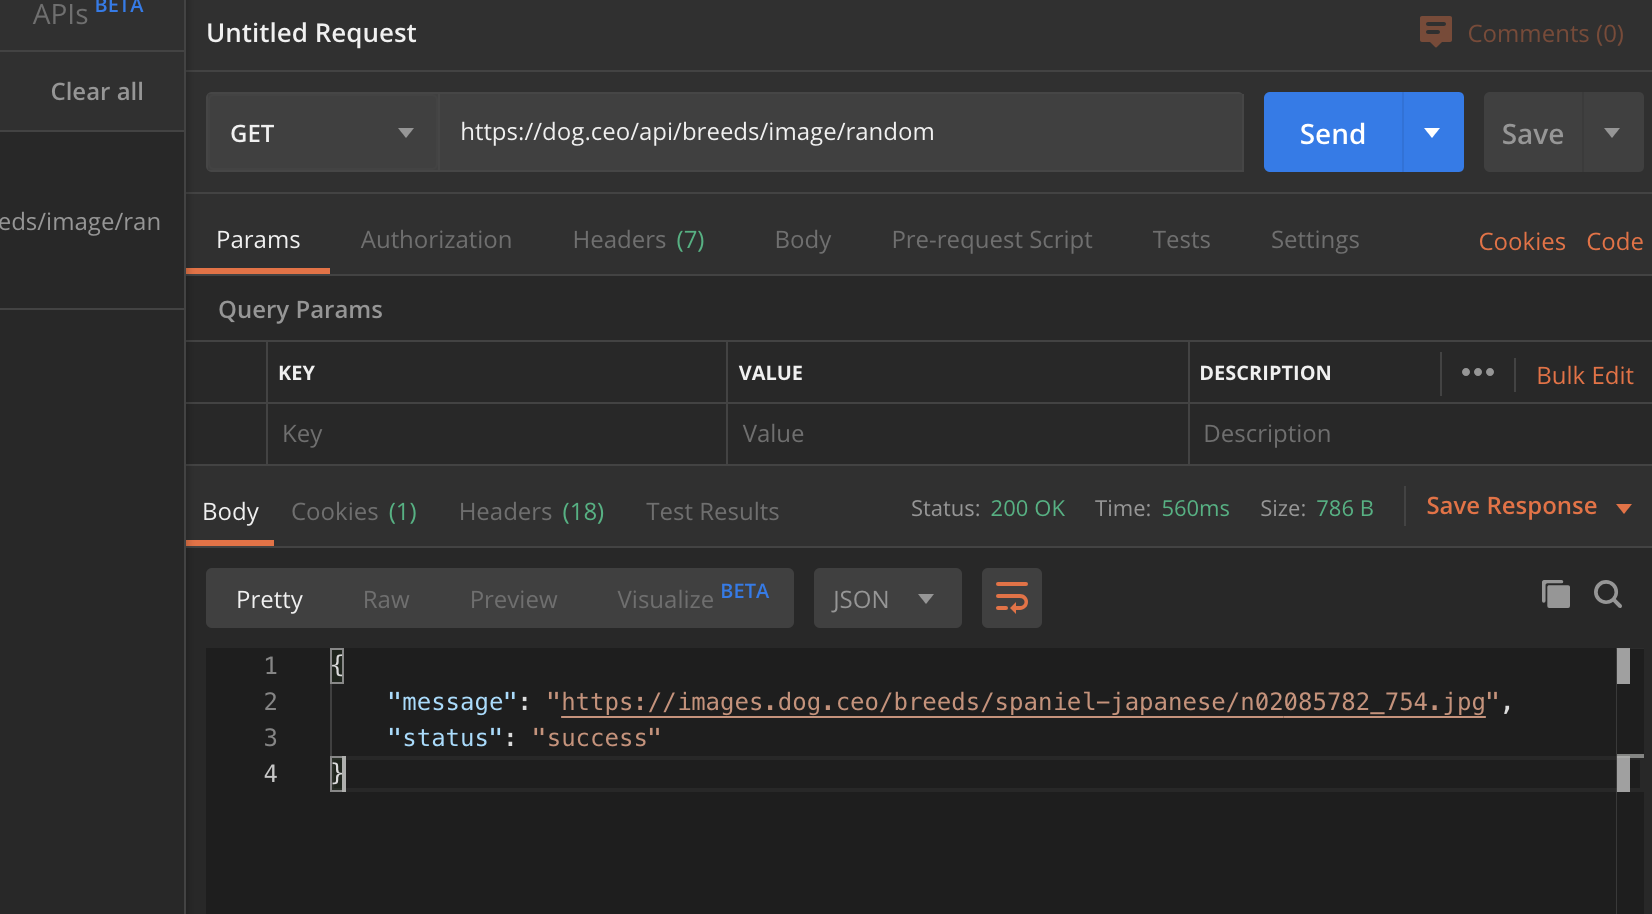 APIs BETA
Clear all
eds/image/ran
Untitled Request
Comments (0)
GET
https://dog.ceo/api/breeds/image/random
Send
Save
Params Authorization Headers (7) Body Pre-request Script Tests Settings Cookies Code
Query Params
KEY VALUE DESCRIPTION ••• Bulk Edit
Key Value Description
Body Cookies (1) Headers (18) Test Results Status: 200 OK Time: 560ms Size: 786 B Save Response
Pretty Raw Preview Visualize BETA JSON
1 {
2 "message": "https://images.dog.ceo/breeds/spaniel-japanese/n02085782_754.jpg",
3 "status": "success"
4 }